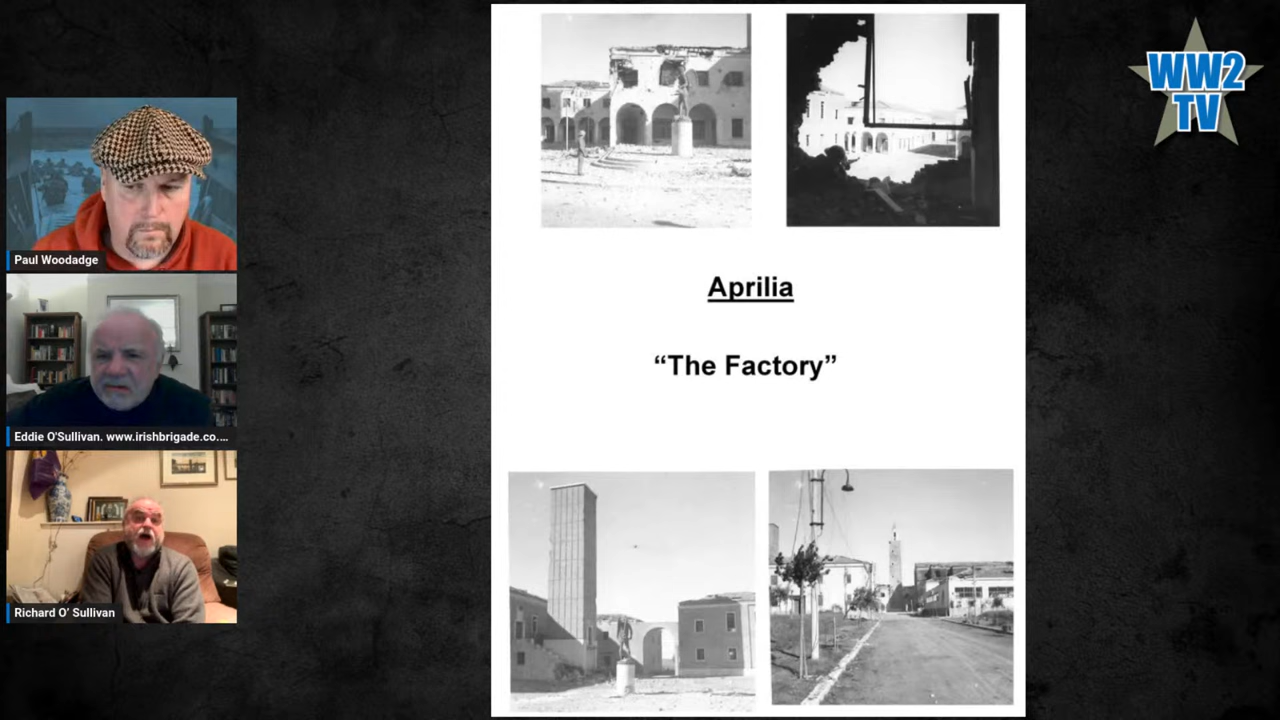 WW2
TV
Paul Woodadge
Eddie O'Sullivan. www.irishbrigade.co....
Richard O' Sullivan
Aprilia
“The Factory”